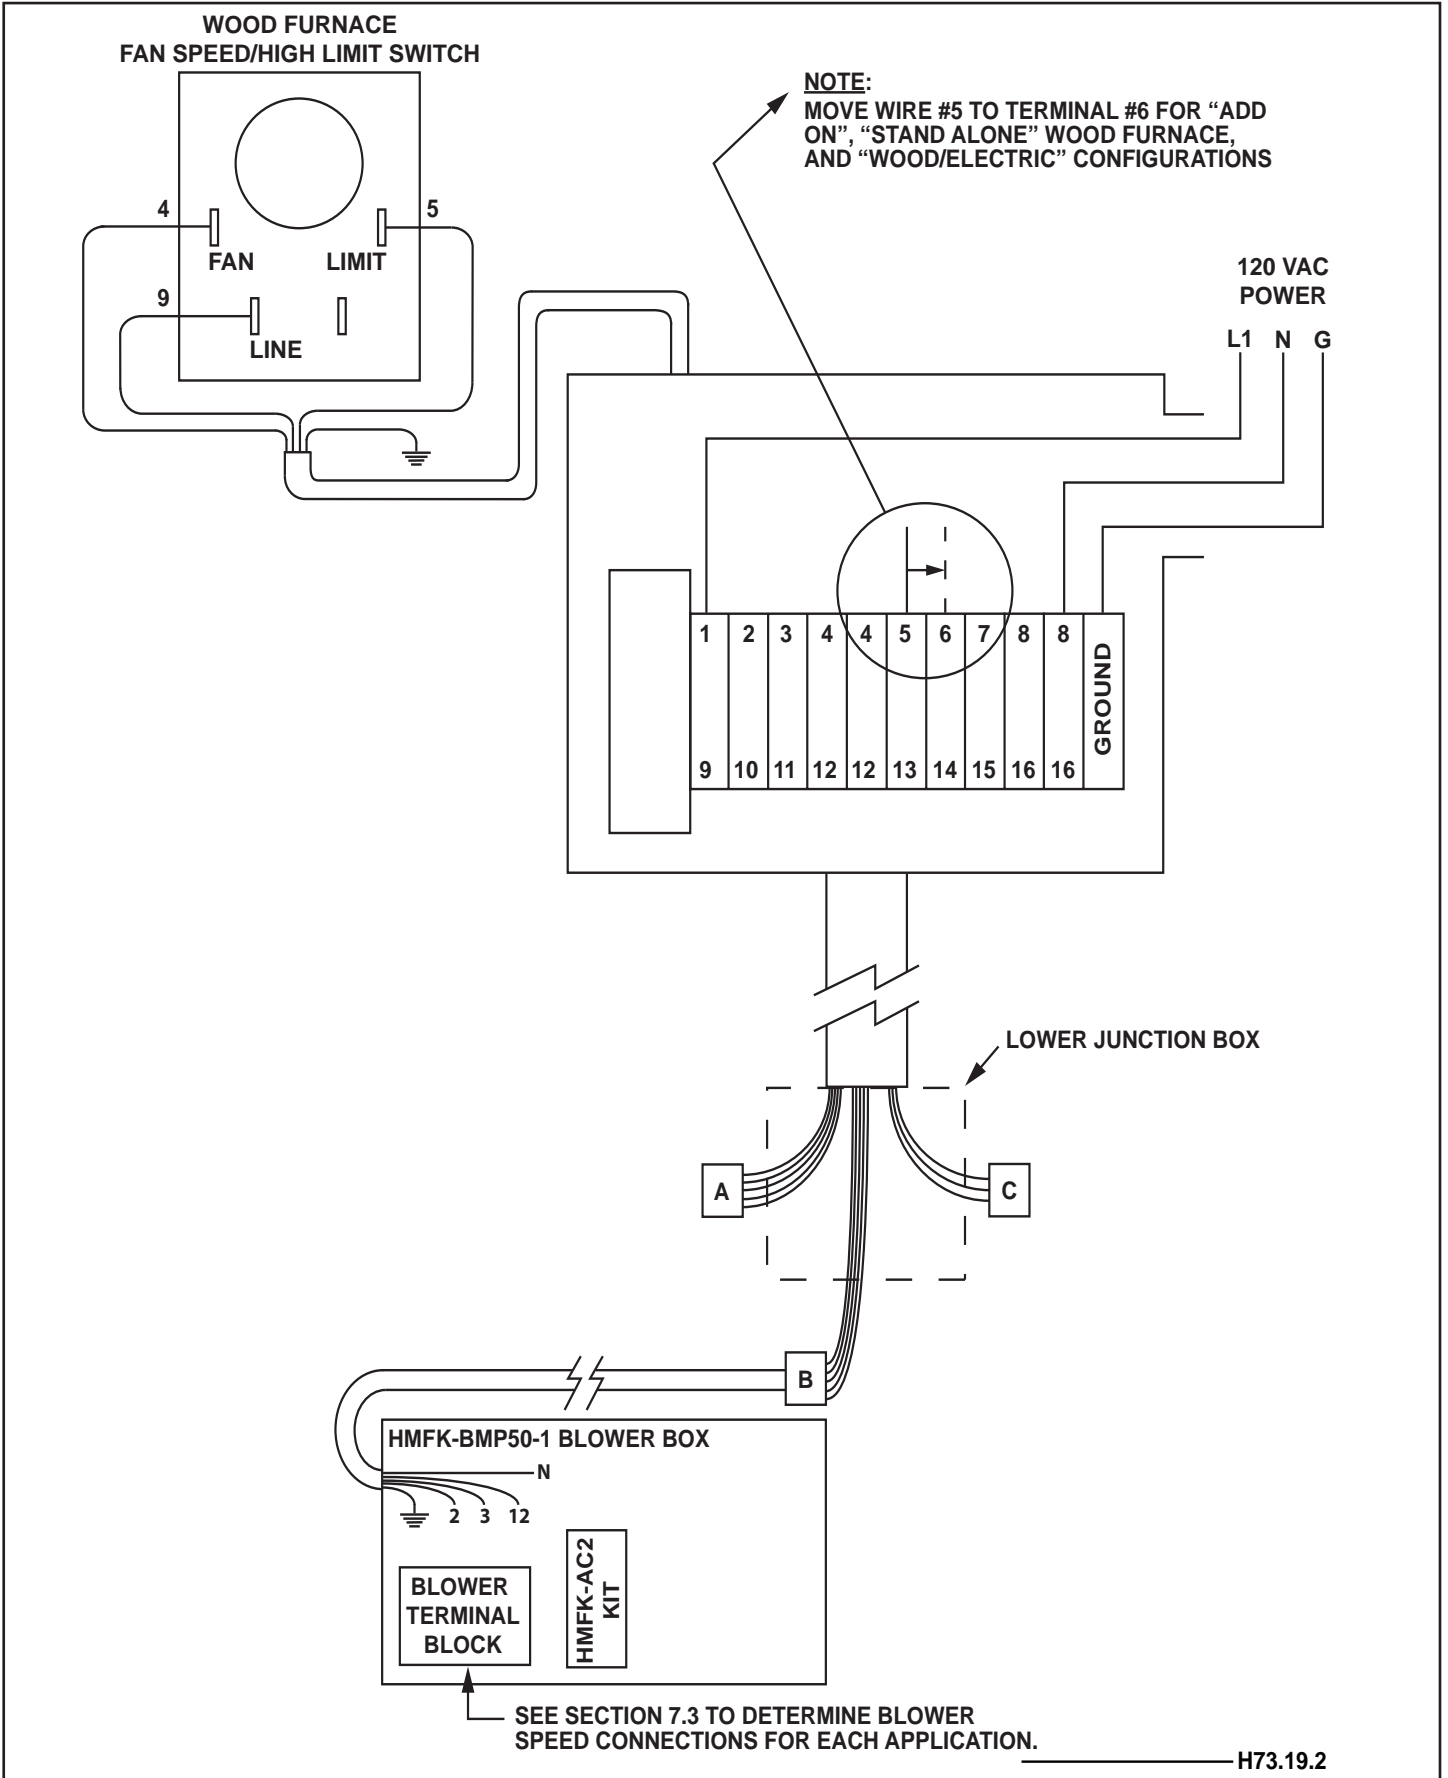 WOOD FURNACE
FAN SPEED/HIGH LIMIT SWITCH
NOTE:
MOVE WIRE #5 TO TERMINAL #6 FOR “ADD
ON”, “STAND ALONE” WOOD FURNACE,
AND “WOOD/ELECTRIC” CONFIGURATIONS
4
5
FAN
LIMIT
9
LINE
120 VAC
POWER
L1 N G
1 2 3 4 4 5 6 7 8 8
GROUND
9 10 11 12 12 13 14 15 16 16
LOWER JUNCTION BOX
A
C
B
HMFK-BMP50-1 BLOWER BOX
N
2 3 12
HMFK-AC2
KIT
BLOWER
TERMINAL
BLOCK
SEE SECTION 7.3 TO DETERMINE BLOWER
SPEED CONNECTIONS FOR EACH APPLICATION.
H73.19.2